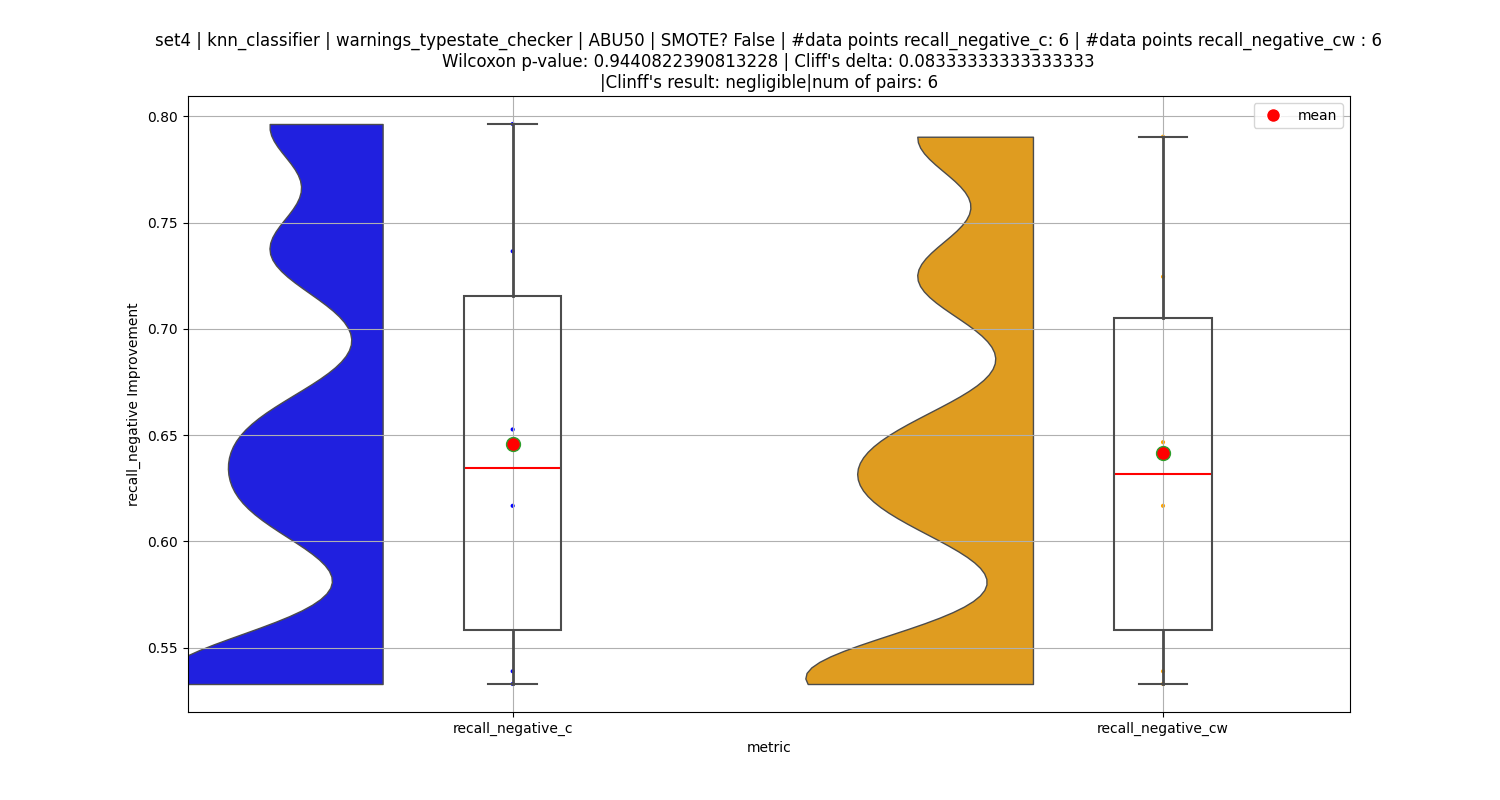 set4 | knn_classifier | warnings_typestate_checker | ABU50 | SMOTE? False | #data points recall_negative_c: 6 | #data points recall_negative_cw : 6
Wilcoxon p-value: 0.9440822390813228 | Cliff's delta: 0.08333333333333333
|Clinff's result: negligible|num of pairs: 6
mean
0.80
0.75
0.70
0.65
0.60
0.55
recall_negative Improvement
recall_negative_c
recall_negative_cw
metric